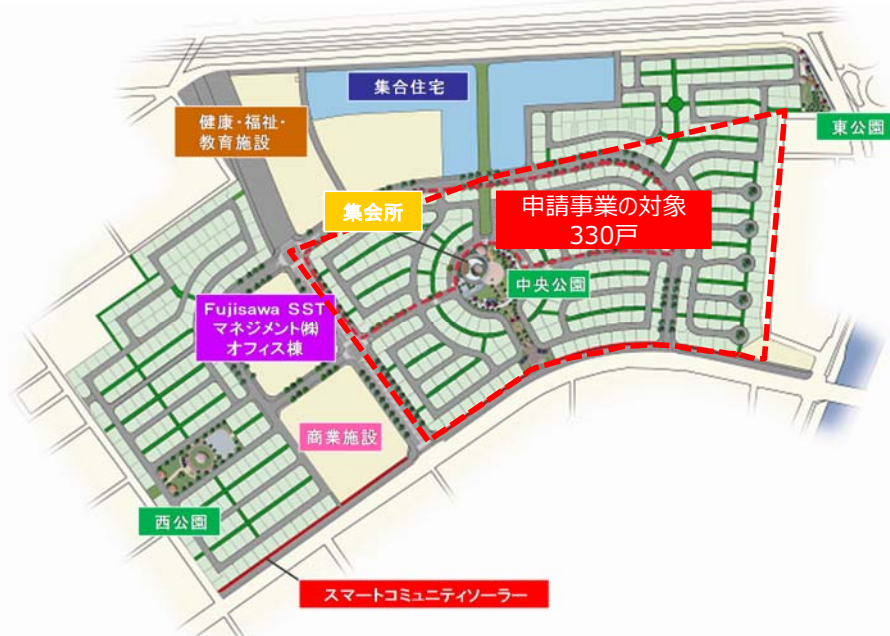 集合住宅
健康・福祉・
教育施設
東公園
集会所
申請事業の対象
330戸
中央公園
Fujisawa SST
マネジメント㈱
オフィス棟
商業施設
西公園
スマートコミュニティソーラー